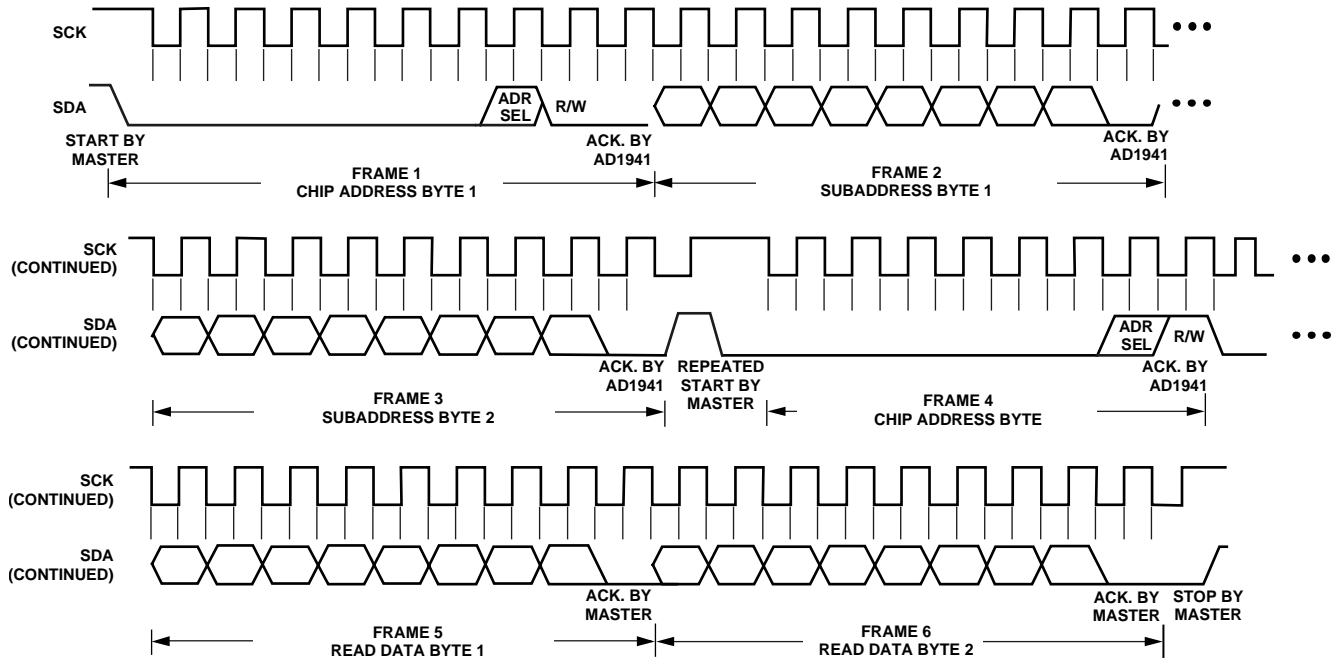 SCK
SDA
ADR
SEL
R/W
START BY
MASTER
ACK. BY
AD1941
ACK. BY
AD1941
FRAME 1
CHIP ADDRESS BYTE 1
FRAME 2
SUBADDRESS BYTE 1
SCK
(CONTINUED)
SDA
(CONTINUED)
ADR
SEL
R/W
ACK. BY
AD1941
REPEATED
START BY
MASTER
ACK. BY
AD1941
FRAME 3
SUBADDRESS BYTE 2
FRAME 4
CHIP ADDRESS BYTE
SCK
(CONTINUED)
SDA
(CONTINUED)
ACK. BY
MASTER
ACK. BY
MASTER
STOP BY
MASTER
FRAME 5
READ DATA BYTE 1
FRAME 6
READ DATA BYTE 2